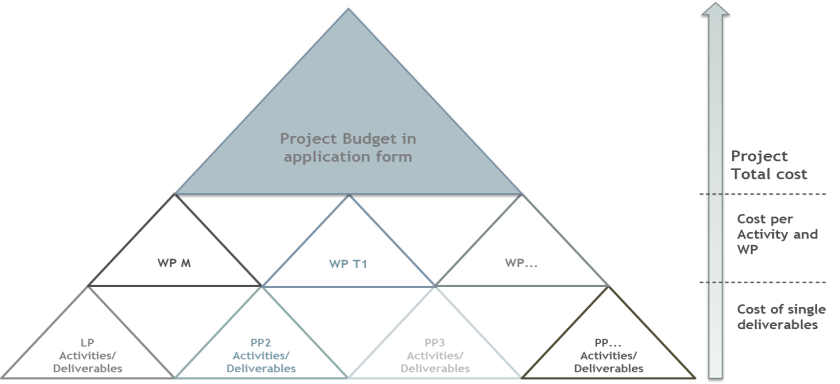 Project Budget in
application form
Project
Total cost
WP M
WP T1
WP...
Cost per
Activity and
WP
LP
Activities/
Deliverables
PP2
Activities/
Deliverables
PP3
Activities/
Deliverables
PP...
Activities/
Deliverables
Cost of single
deliverables